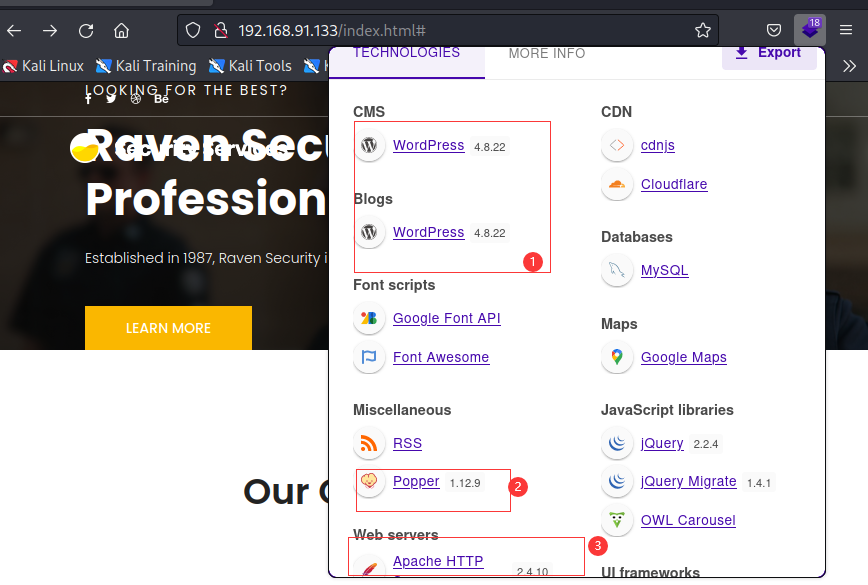 18
192.168.91.133/index.html#
Kali Linux
Kali Training
Kali Tools
TECHNOLOGIES
MORE INFO
Export
LOOKING FOR THE BEST?
Bē
Raven Secu
Security Services
Profession
Established in 1987, Raven Security i
LEARN MORE
Our
CMS
WordPress 4.8.22
Blogs
WordPress 4.8.22
1
Font scripts
Google Font API
Font Awesome
Miscellaneous
RSS
Popper 1.12.9
2
Web servers
3
Apache HTTP
2.4.10
CDN
cdnjs
Cloudflare
Databases
MySQL
Maps
Google Maps
JavaScript libraries
jQuery 2.2.4
jQuery Migrate 1.4.1
OWL Carousel
UI frameworks